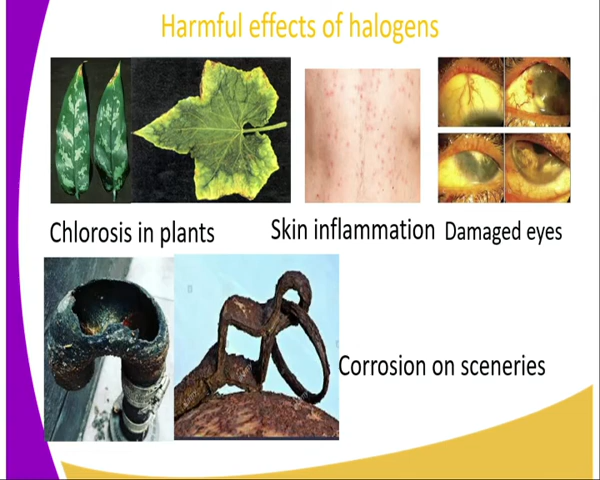 Harmful effects of halogens
Chlorosis in plants
Skin inflammation
Damaged eyes
Corrosion on sceneries